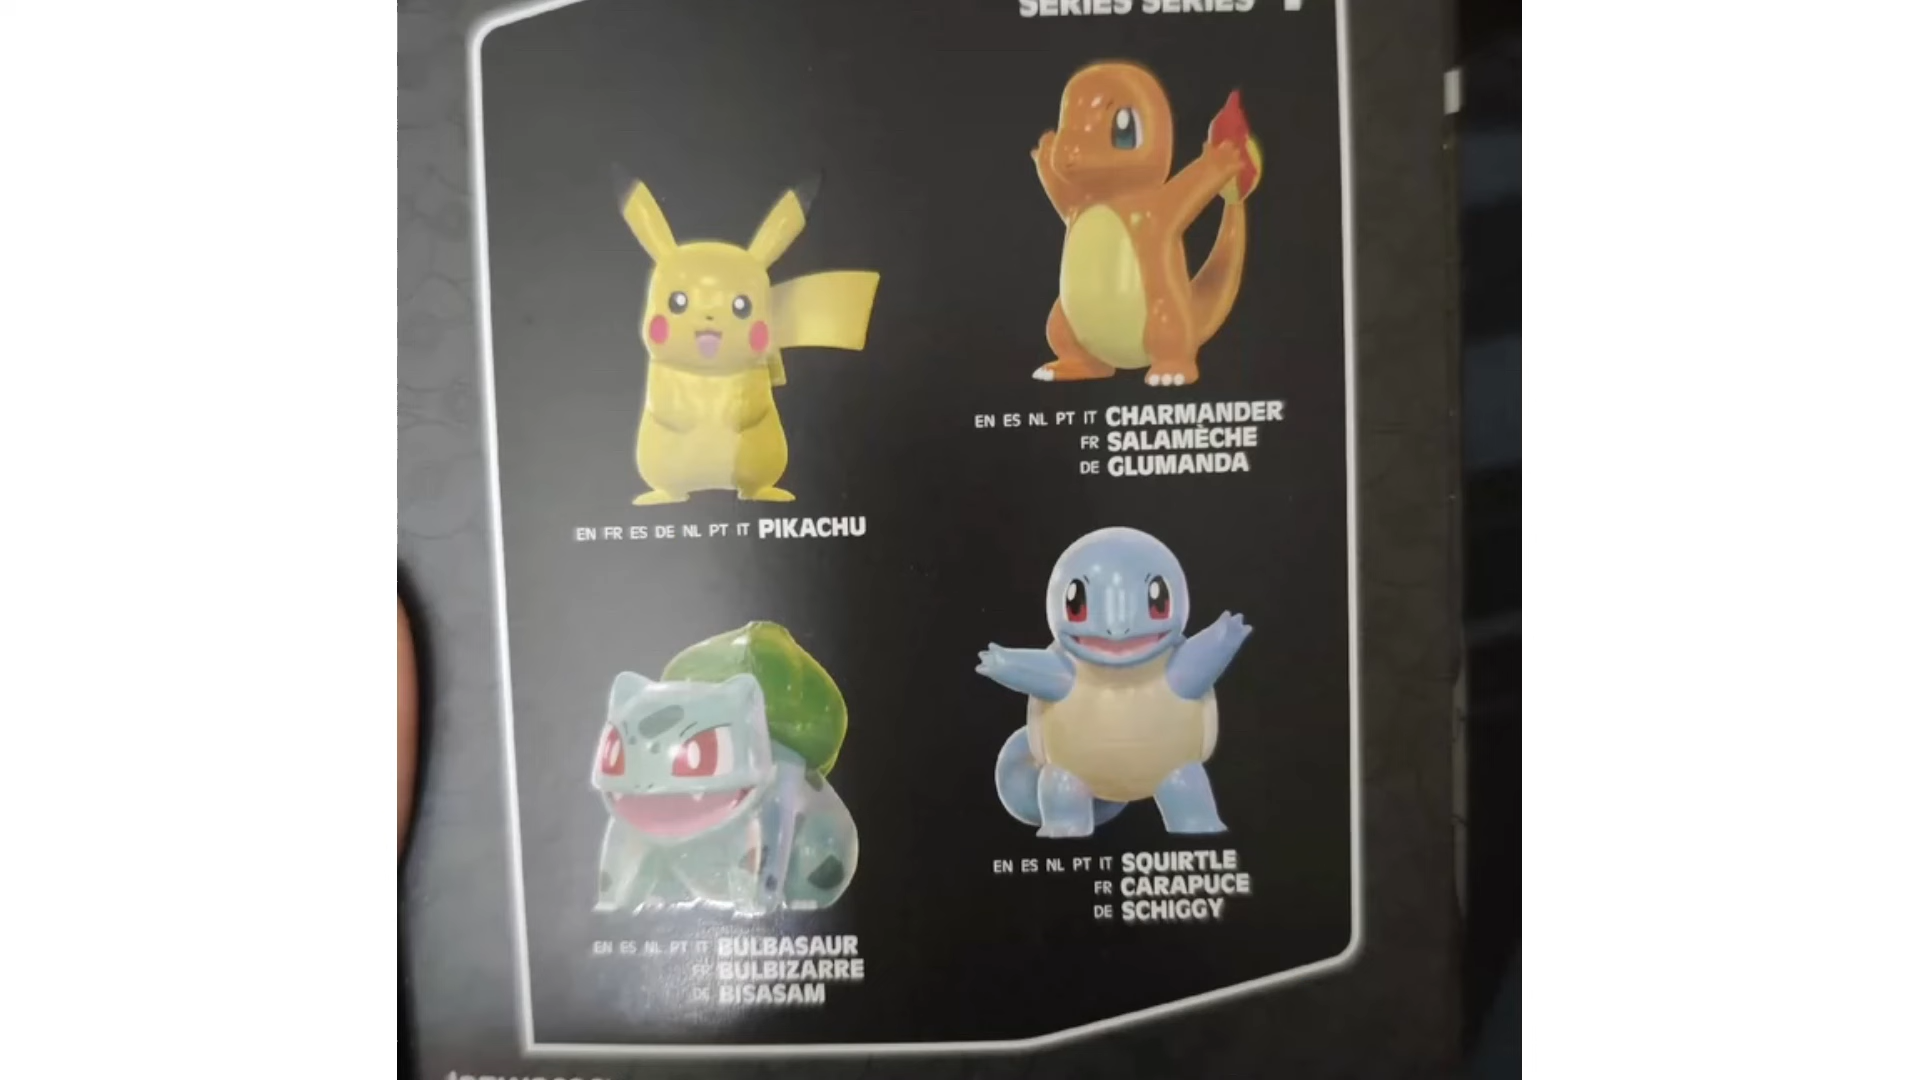 SERIES SERIES
EN FR ES DE NL PT IT PIKACHU
EN ES NL PT IT CHARMANDER
FR SALAMÈCHE
DE GLUMANDA
EN ES NL PT IT BULBASAUR
FR BULBIZARRE
DE BISASAM
EN ES NL PT IT SQUIRTLE
FR CARAPUCE
DE SCHIGGY